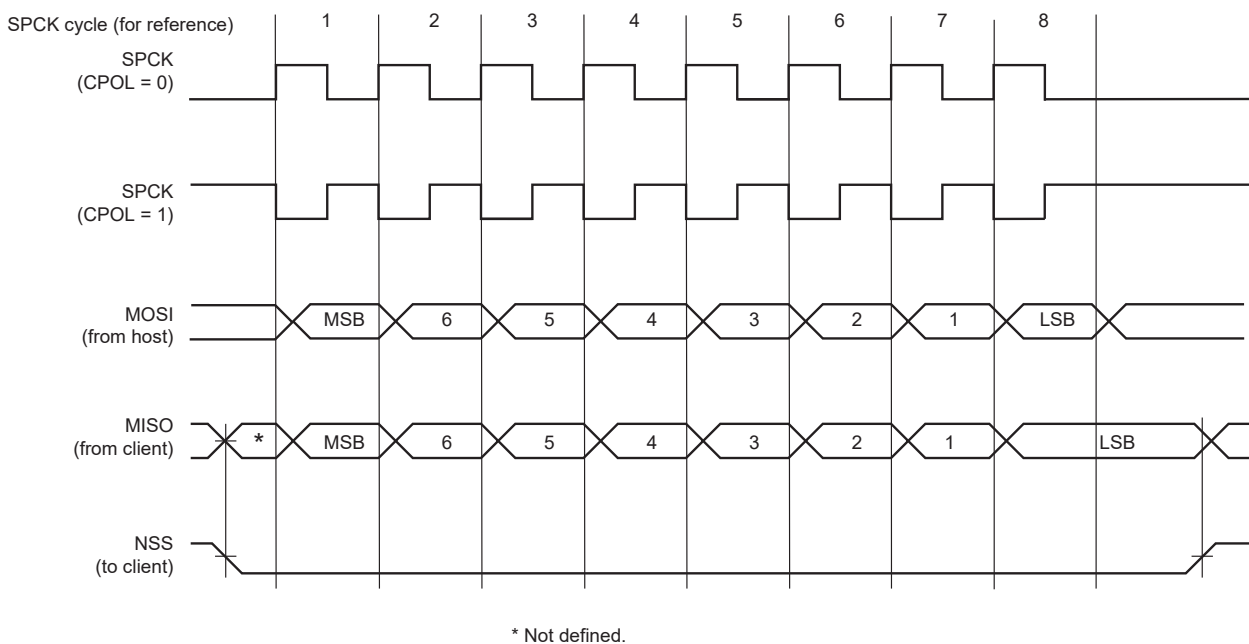 SPCK cycle (for reference)
1 2 3 4 5 6 7 8
SPCK
(CPOL = 0)
SPCK
(CPOL = 1)
MOSI
(from host)
MSB 6 5 4 3 2 1 LSB
MISO
(from client)
* MSB 6 5 4 3 2 1 LSB
NSS
(to client)
* Not defined.